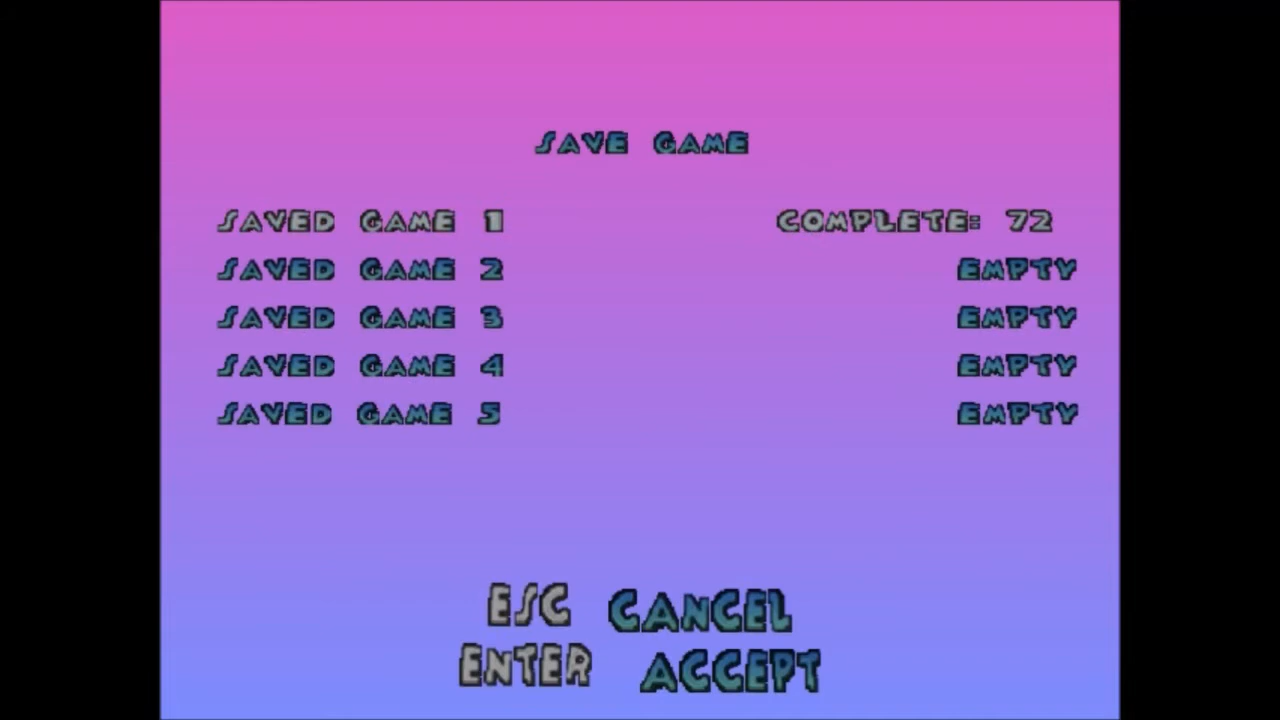 SAVE GAME
SAVED GAME 1 COMPLETE: 72
SAVED GAME 2 EMPTY
SAVED GAME 3 EMPTY
SAVED GAME 4 EMPTY
SAVED GAME 5 EMPTY
ESC CANCEL
ENTER ACCEPT